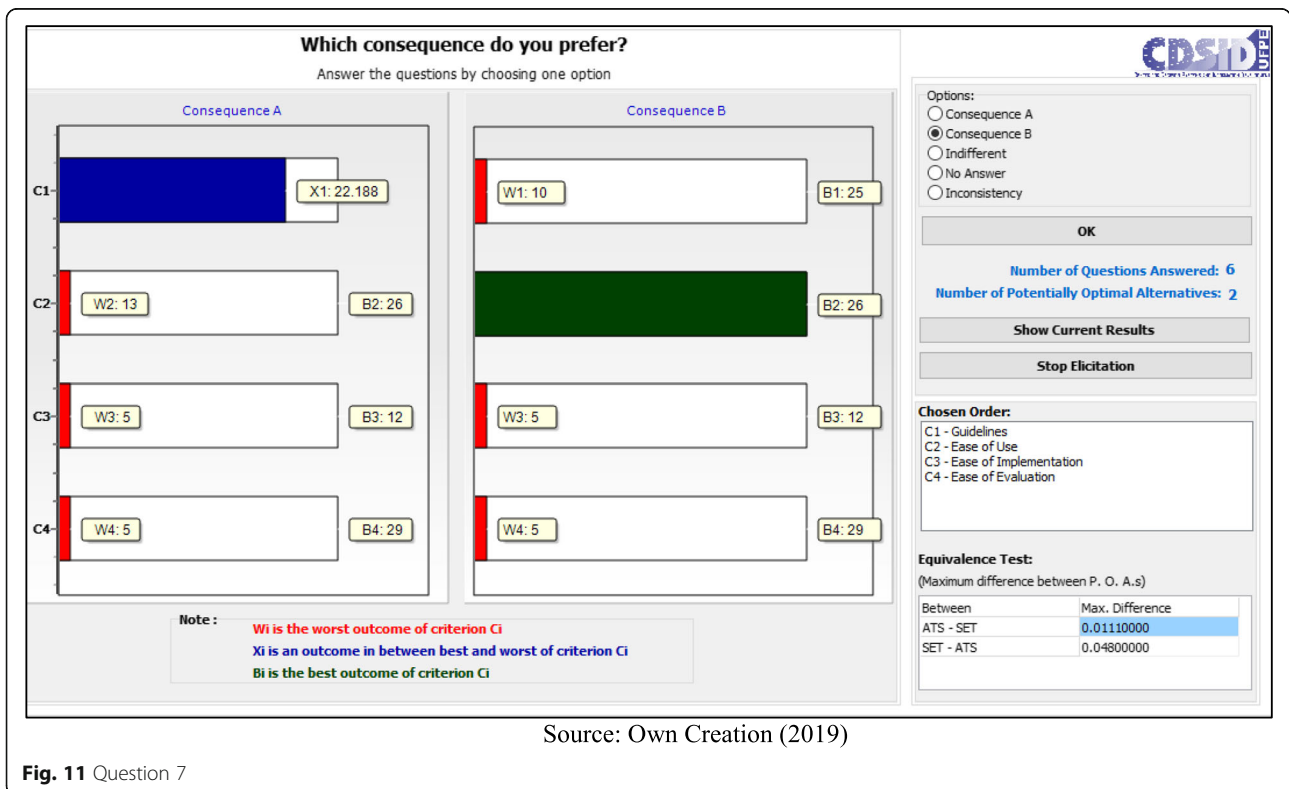 Which consequence do you prefer?
Answer the questions by choosing one option
Consequence A
C1
X1: 22.188
C2
W2: 13
B2: 26
C3
W3: 5
B3: 12
C4
W4: 5
B4: 29
Consequence B
W1: 10
B1: 25
B2: 26
W3: 5
B3: 12
W4: 5
B4: 29
Note :
Wi is the worst outcome of criterion Ci
Xi is an outcome in between best and worst of criterion Ci
Bi is the best outcome of criterion Ci
CDSID UFPE
Options:
Consequence A
Consequence B
Indifferent
No Answer
Inconsistency
OK
Number of Questions Answered: 6
Number of Potentially Optimal Alternatives: 2
Show Current Results
Stop Elicitation
Chosen Order:
C1 - Guidelines
C2 - Ease of Use
C3 - Ease of Implementation
C4 - Ease of Evaluation
Equivalence Test:
(Maximum difference between P. O. A.s)
Between Max. Difference
ATS - SET 0.01110000
SET - ATS 0.04800000
Source: Own Creation (2019)
Fig. 11 Question 7